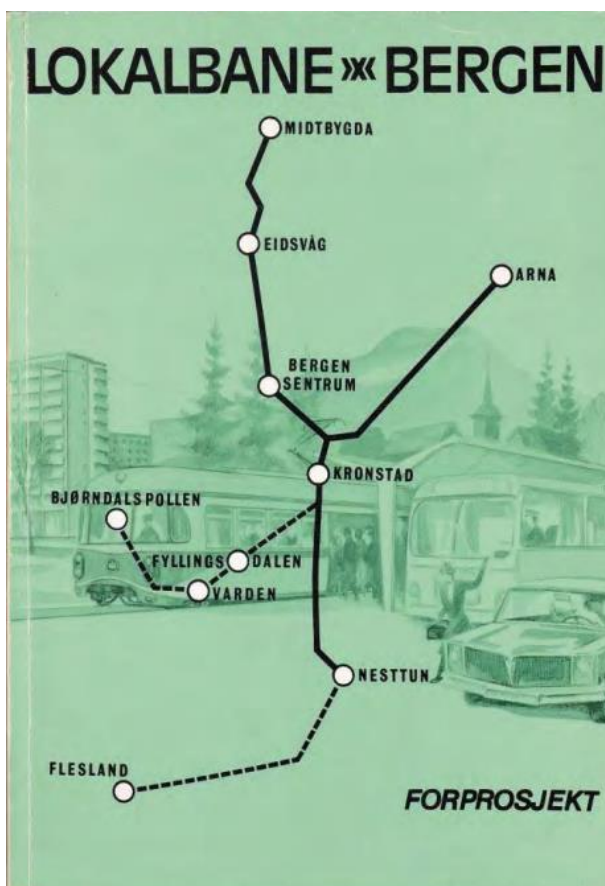 LOKALBANE »»«« BERGEN
MIDTBYGDA
EIDSVÅG
ARNA
BERGEN
SENTRUM
KRONSTAD
BJØRNDALSPOLLEN
FYLLINGSDALEN
VARDEN
NESTTUN
FLESLAND
FORPROSJEKT